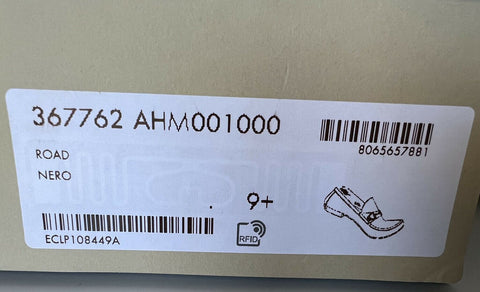 367762 AHM001000
8065657881
ROAD
NERO
9+
ECLP108449A
RFID